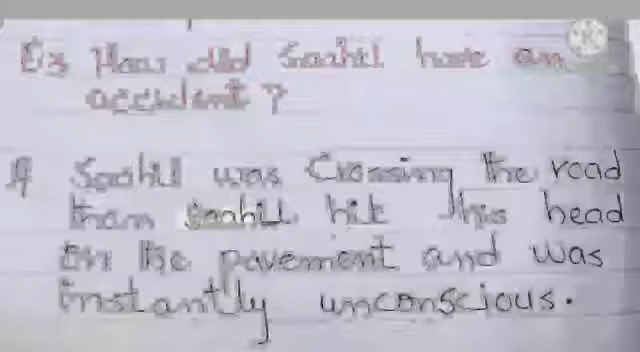 Q3 How did Saahil have an
accident ?
A Saahil was Crossing the road
than Saahil hit this head
on the pavement and was
instantly unconscious.